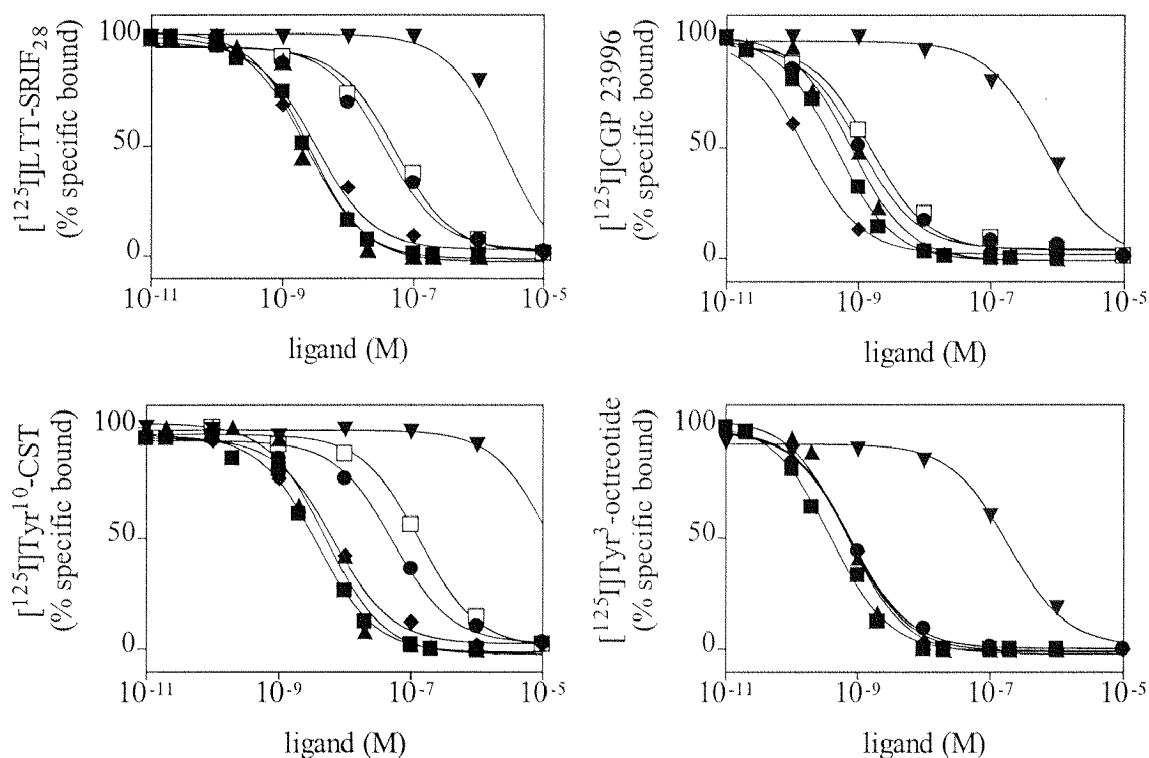 [125I]LTT-SRIF28
(% specific bound)
100
50
0
10-11
10-9
10-7
10-5
ligand (M)
[125I]CGP 23996
(% specific bound)
100
50
0
10-11
10-9
10-7
10-5
ligand (M)
[125I]Tyr10-CST
(% specific bound)
100
50
0
10-11
10-9
10-7
10-5
ligand (M)
[125I]Tyr3-octreotide
(% specific bound)
100
50
0
10-11
10-9
10-7
10-5
ligand (M)